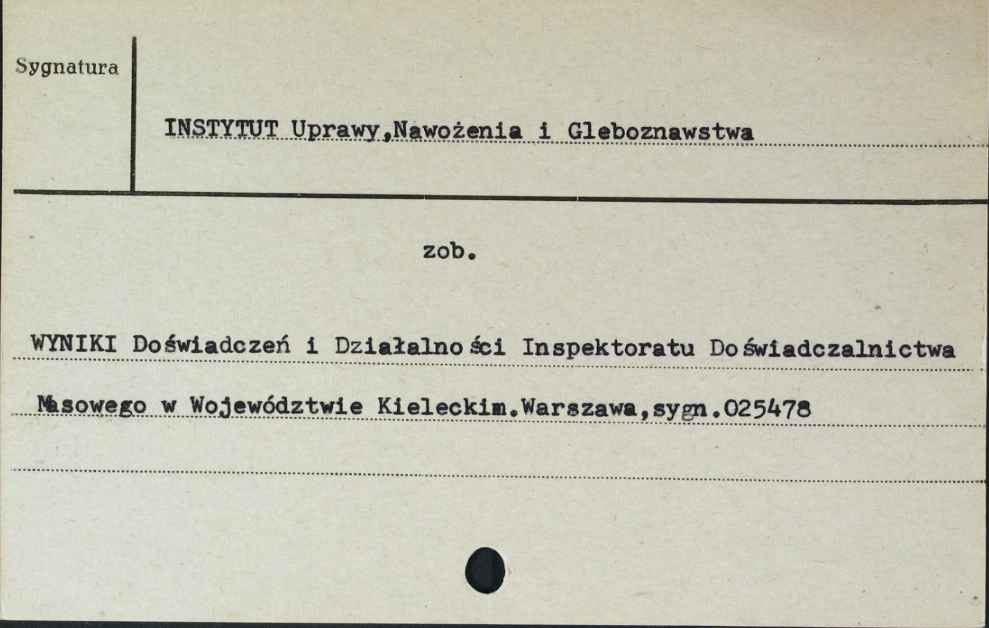 Sygnatura
INSTYTUT Uprawy,Nawożenia i Gleboznawstwa
zob.
WYNIKI Doświadczeń i Działalności Inspektoratu Doświadczalnictwa
Masowego w Województwie Kieleckim.Warszawa,sygn.025478